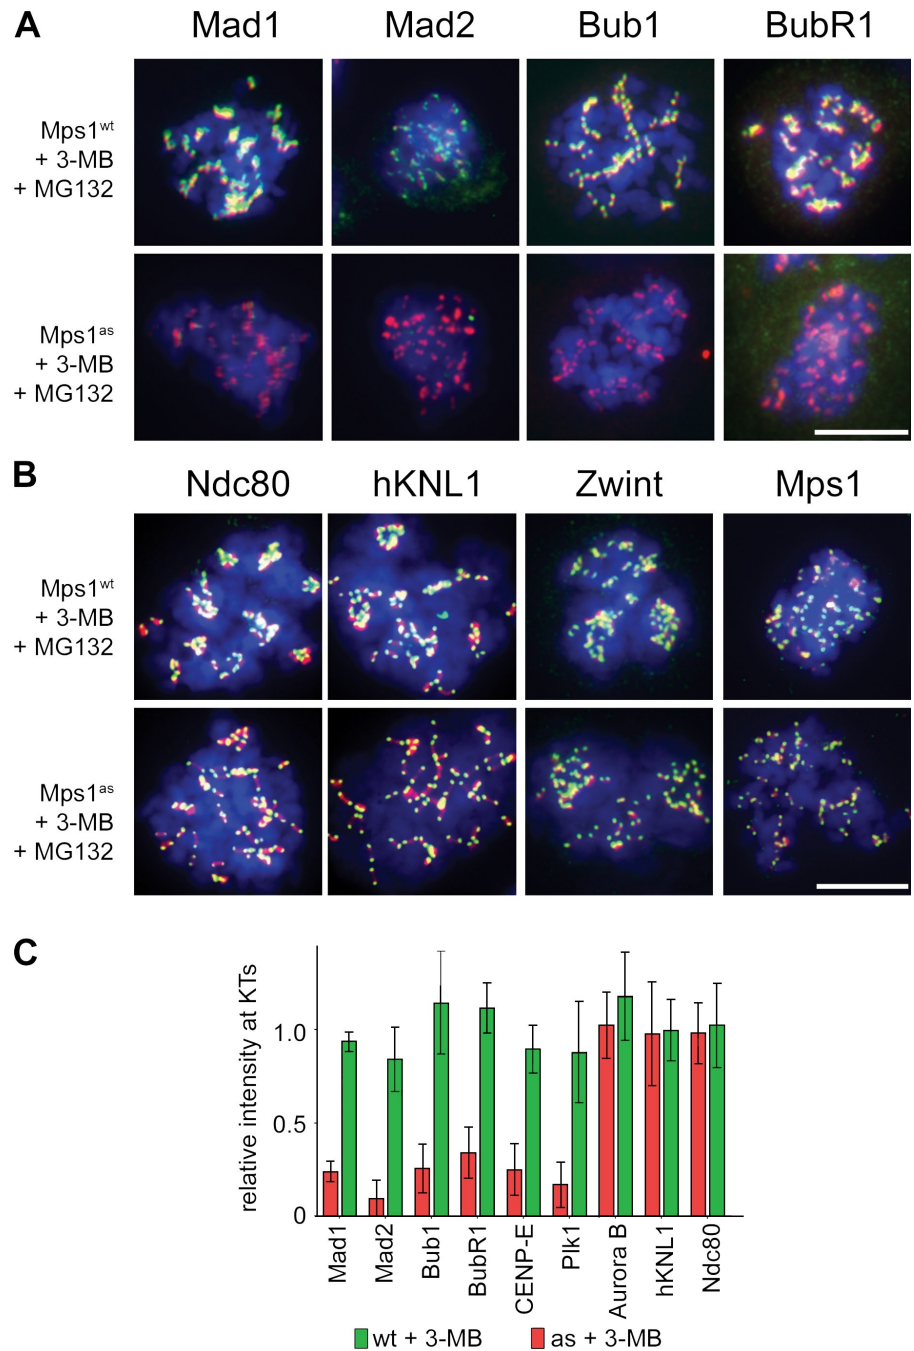 A
Mad1 Mad2 Bub1 BubR1
Mps1wt
+ 3-MB
+ MG132
Mps1as
+ 3-MB
+ MG132
B
Ndc80 hKNL1 Zwint Mps1
Mps1wt
+ 3-MB
+ MG132
Mps1as
+ 3-MB
+ MG132
C
relative intensity at KTs
1.0
0.5
0
Mad1 Mad2 Bub1 BubR1 CENP-E Plk1 Aurora B hKNL1 Ndc80
wt + 3-MB as + 3-MB